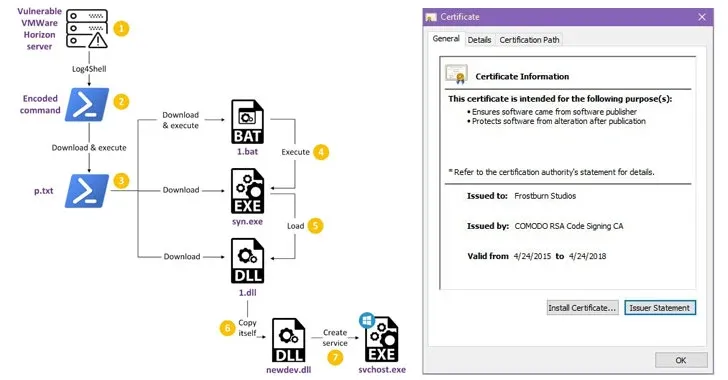 Vulnerable
VMWare
Horizon
server
1
Log4Shell
Encoded
command
2
Download & execute
p.txt
3
Download
& execute
BAT
1.bat
Execute
4
Download
EXE
syn.exe
Load
5
Download
DLL
1.dll
6
Copy
itself
DLL
newdev.dll
Create
service
7
EXE
svchost.exe
Certificate
General
Details
Certification Path
Certificate Information
This certificate is intended for the following purpose(s):
• Ensures software came from software publisher
• Protects software from alteration after publication
* Refer to the certification authority's statement for details.
Issued to: Frostburn Studios
Issued by: COMODO RSA Code Signing CA
Valid from 4/24/2015 to 4/24/2018
Install Certificate...
Issuer Statement
OK